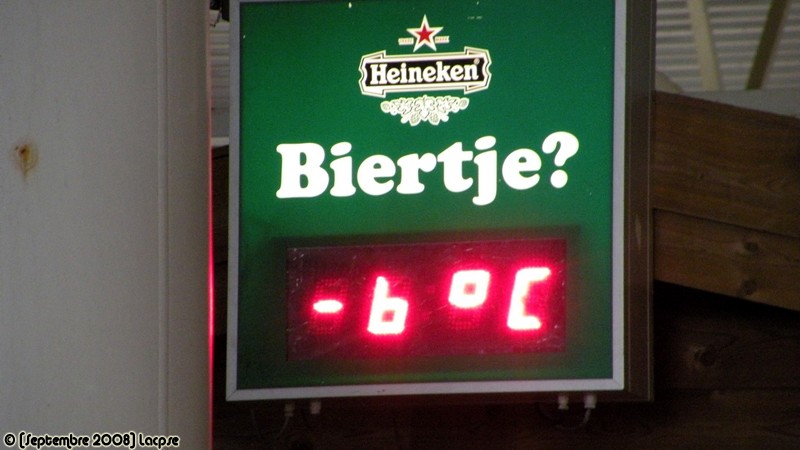 Heineken
Biertje?
-6°C
© [Septembre 2008] Lacpse